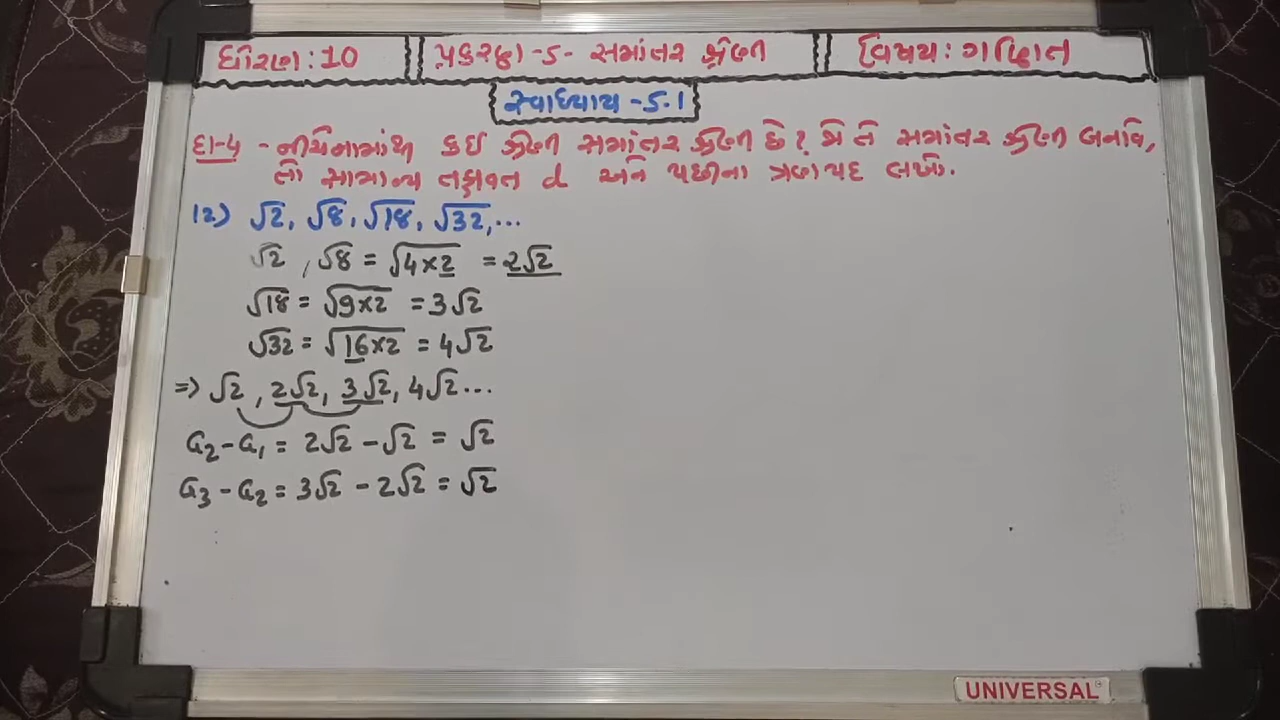 ધોરણ: 10 પ્રકરણ -5- સમાંતર શ્રેણી વિષય: ગણિત
સ્વાધ્યાય -5.1
દા-4 - નીચેનામાંથી કઈ શ્રેણી સમાંતર શ્રેણી છે? જો તે સમાંતર શ્રેણી બનાવે,
તો સામાન્ય તફાવત d અને પછીના ત્રણ પદ લખો.
12) √2, √8, √18, √32, ...
√2 , √8 = √4×2 = 2√2
√18 = √9×2 = 3√2
√32 = √16×2 = 4√2
=> √2 , 2√2, 3√2, 4√2 ...
a₂-a₁ = 2√2 - √2 = √2
a₃ - a₂ = 3√2 - 2√2 = √2
UNIVERSAL